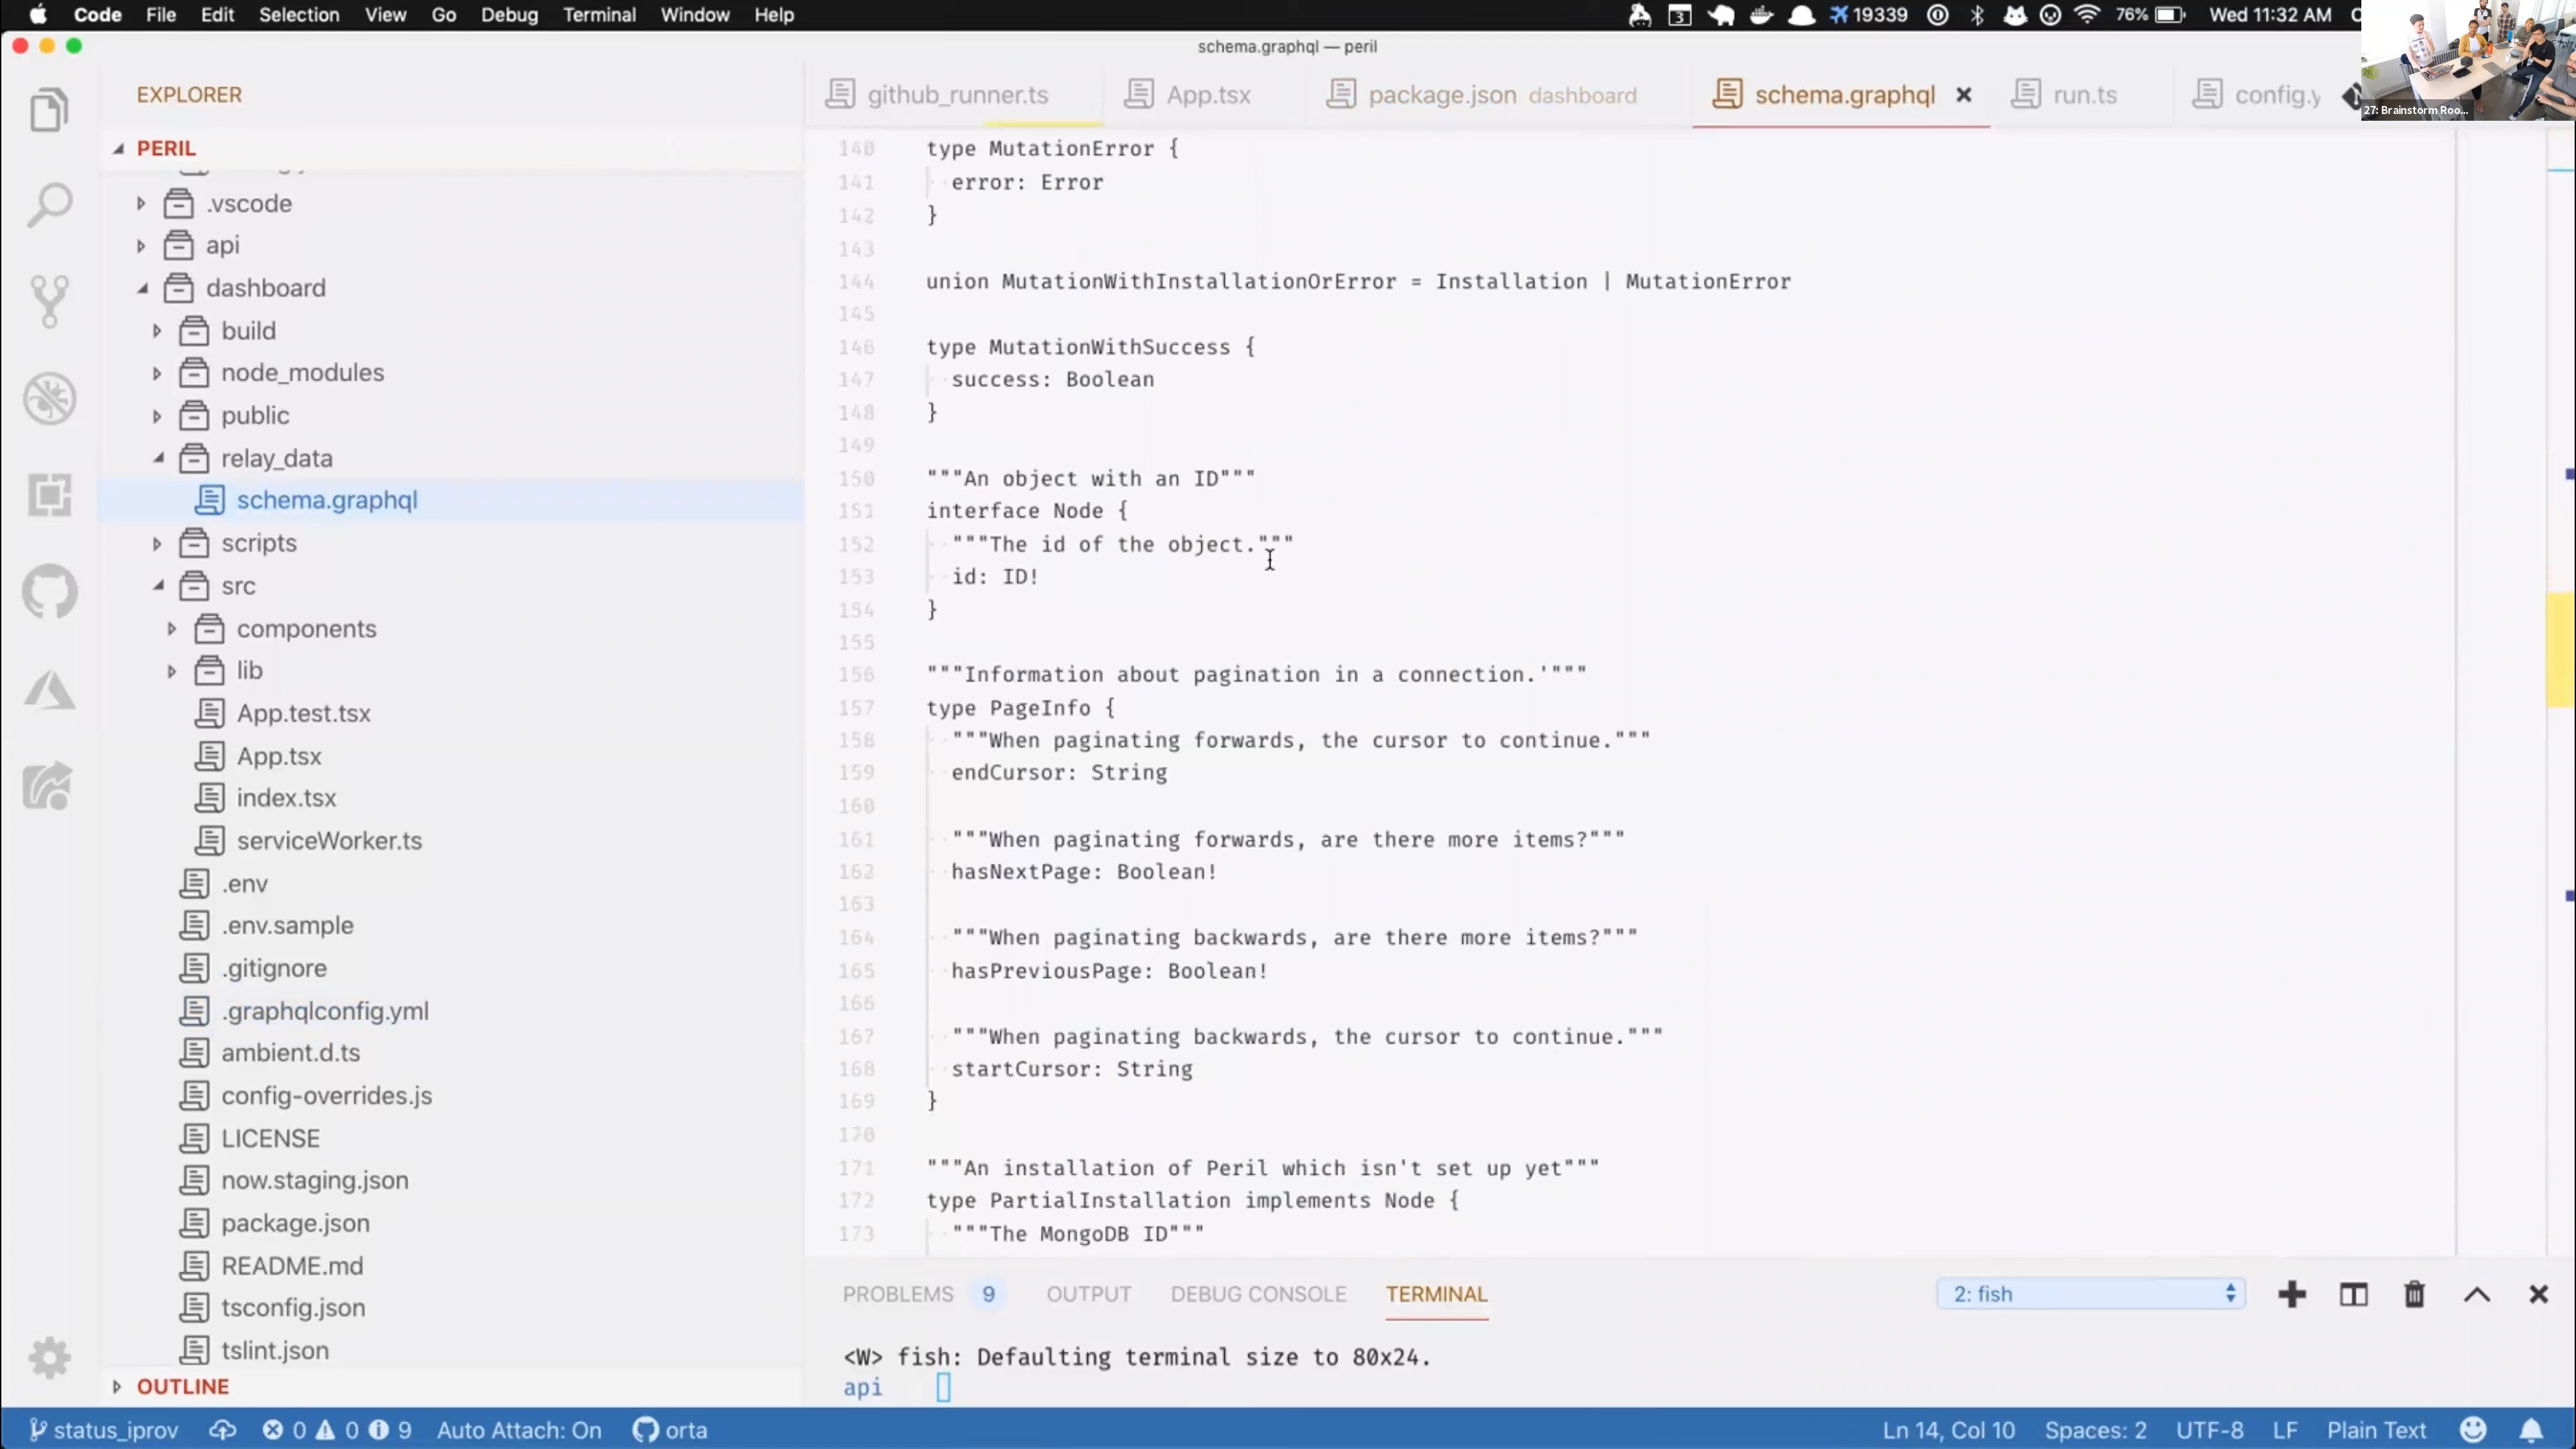 Code File Edit Selection View Go Debug Terminal Window Help
3 19339 76% Wed 11:32 AM
schema.graphql — peril
27: Brainstorm Roo...
EXPLORER
PERIL
.vscode
api
dashboard
build
node_modules
public
relay_data
schema.graphql
scripts
src
components
lib
App.test.tsx
App.tsx
index.tsx
serviceWorker.ts
.env
.env.sample
.gitignore
.graphqlconfig.yml
ambient.d.ts
config-overrides.js
LICENSE
now.staging.json
package.json
README.md
tsconfig.json
tslint.json
OUTLINE
github_runner.ts App.tsx package.json dashboard schema.graphql run.ts config.y
140 type MutationError {
141 error: Error
142 }
143
144 union MutationWithInstallationOrError = Installation | MutationError
145
146 type MutationWithSuccess {
147 success: Boolean
148 }
149
150 """An object with an ID"""
151 interface Node {
152 """The id of the object."""
153 id: ID!
154 }
155
156 """Information about pagination in a connection.'"""
157 type PageInfo {
158 """When paginating forwards, the cursor to continue."""
159 endCursor: String
160
161 """When paginating forwards, are there more items?"""
162 hasNextPage: Boolean!
163
164 """When paginating backwards, are there more items?"""
165 hasPreviousPage: Boolean!
166
167 """When paginating backwards, the cursor to continue."""
168 startCursor: String
169 }
170
171 """An installation of Peril which isn't set up yet"""
172 type PartialInstallation implements Node {
173 """The MongoDB ID"""
PROBLEMS 9 OUTPUT DEBUG CONSOLE TERMINAL 2: fish
<W> fish: Defaulting terminal size to 80x24.
api
status_iprov 0 0 9 Auto Attach: On orta Ln 14, Col 10 Spaces: 2 UTF-8 LF Plain Text